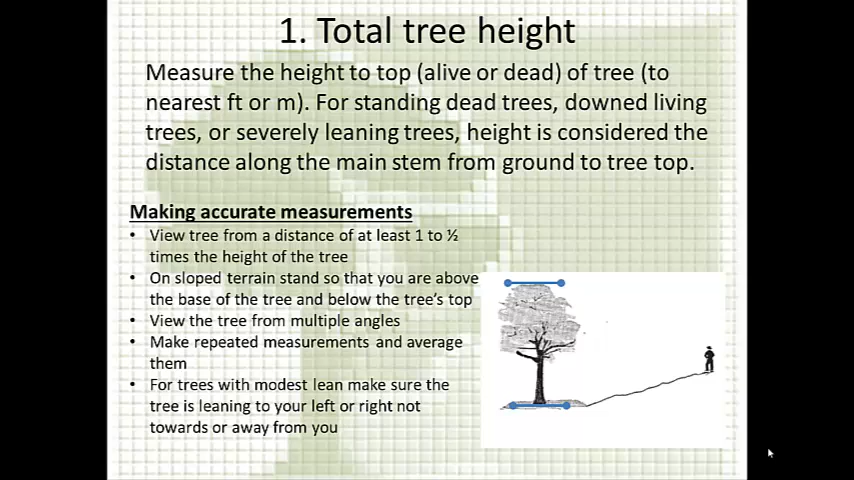 1. Total tree height
Measure the height to top (alive or dead) of tree (to
nearest ft or m). For standing dead trees, downed living
trees, or severely leaning trees, height is considered the
distance along the main stem from ground to tree top.
Making accurate measurements
• View tree from a distance of at least 1 to ½
times the height of the tree
• On sloped terrain stand so that you are above
the base of the tree and below the tree's top
• View the tree from multiple angles
• Make repeated measurements and average
them
• For trees with modest lean make sure the
tree is leaning to your left or right not
towards or away from you